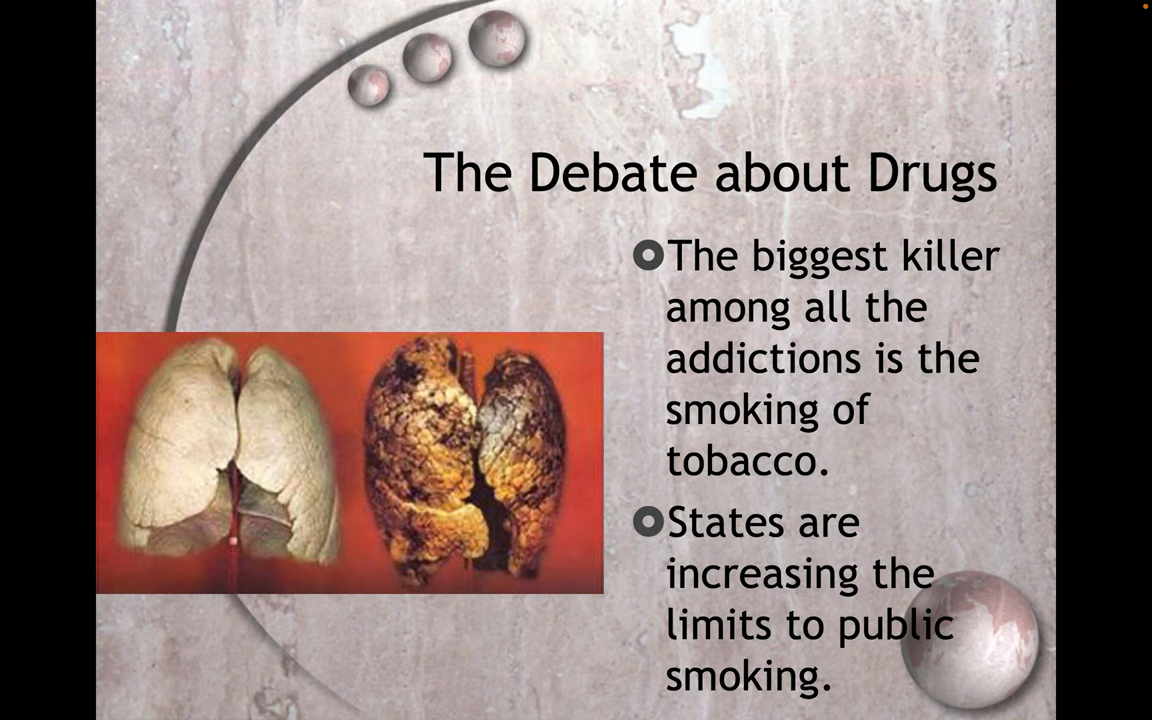 The Debate about Drugs
The biggest killer
among all the
addictions is the
smoking of
tobacco.
States are
increasing the
limits to public
smoking.